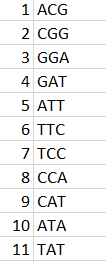 1 ACG
2 CGG
3 GGA
4 GAT
5 ATT
6 TTC
7 TCC
8 CCA
9 CAT
10 ATA
11 TAT